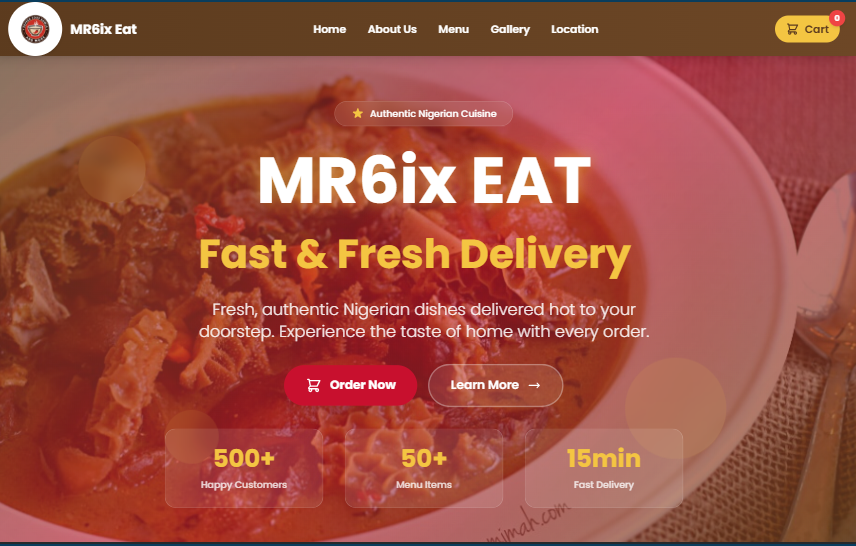 MR6ix Eat
Home About Us Menu Gallery Location
Cart
0
Authentic Nigerian Cuisine
MR6ix EAT
Fast & Fresh Delivery
Fresh, authentic Nigerian dishes delivered hot to your
doorstep. Experience the taste of home with every order.
Order Now
Learn More →
500+
Happy Customers
50+
Menu Items
15min
Fast Delivery